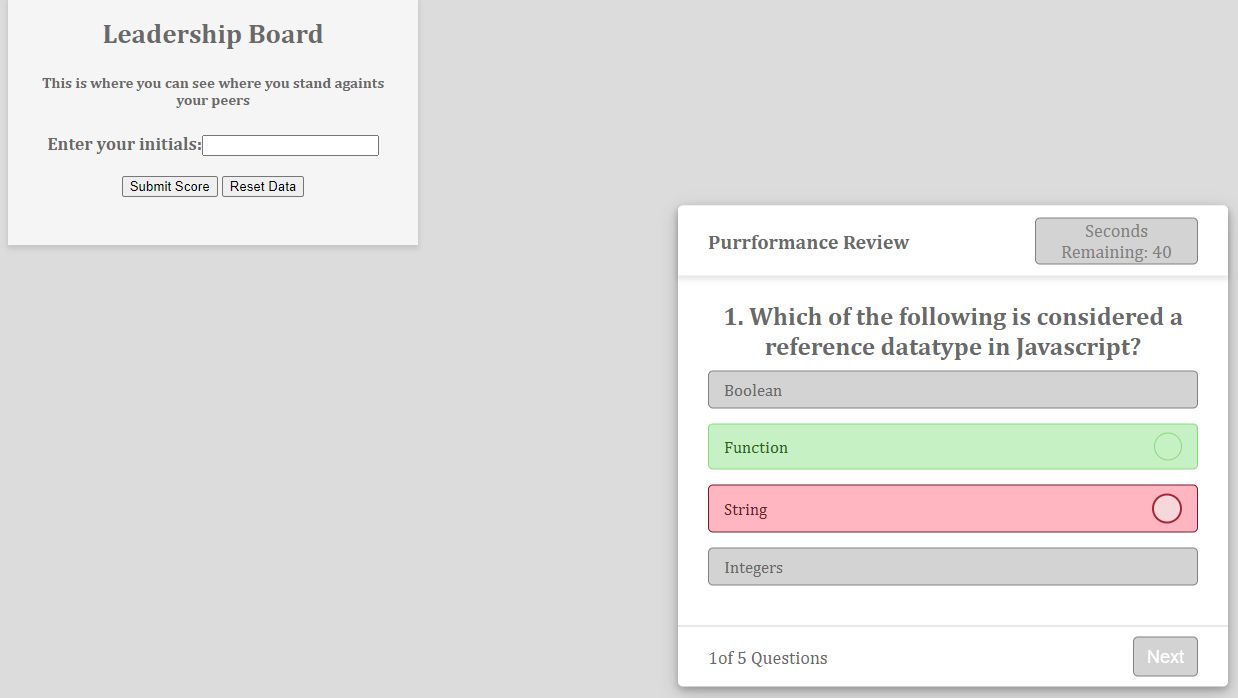 Leadership Board
This is where you can see where you stand againts
your peers
Enter your initials:
Submit Score Reset Data
Purrformance Review
Seconds
Remaining: 40
1. Which of the following is considered a
reference datatype in Javascript?
Boolean
Function
String
Integers
1of 5 Questions
Next